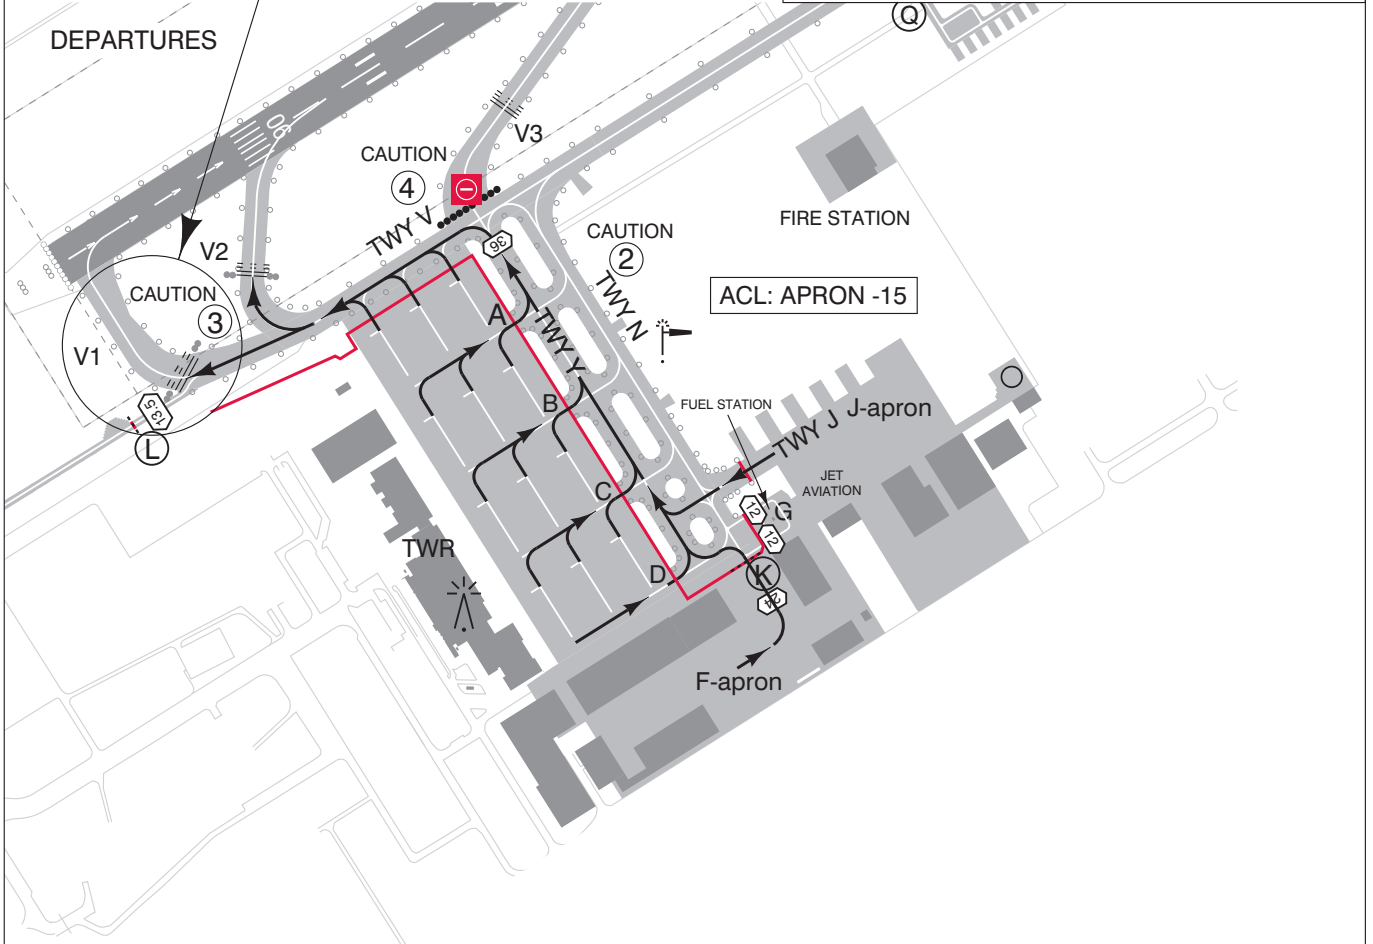 DEPARTURES
Q
06
V3
CAUTION
4
FIRE STATION
TWY V
36
CAUTION
2
V2
TWY N
ACL: APRON -15
CAUTION
3
A
TWY Y
V1
B
FUEL STATION
J-apron
13.5
L
TWY J
JET
AVIATION
C
12
G
12
TWR
D
K
24
F-apron